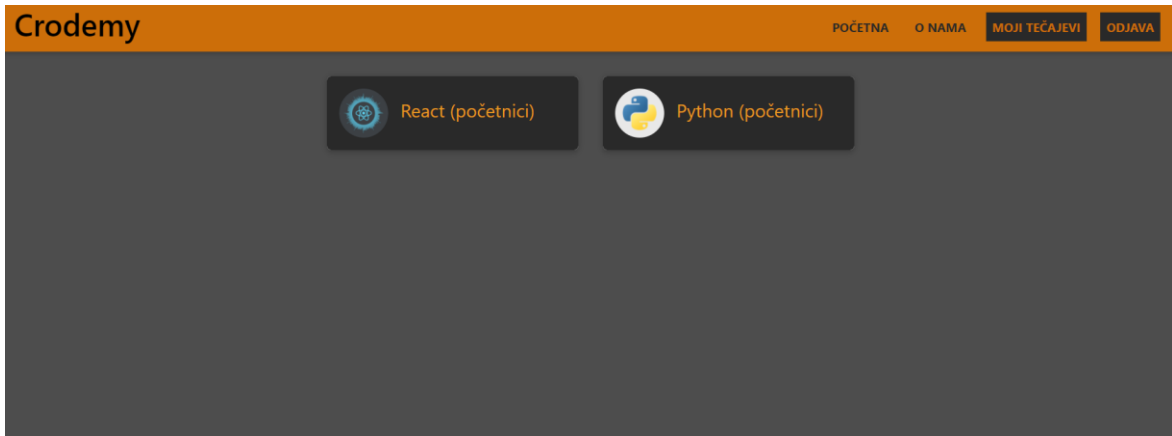 Crodemy
POČETNA O NAMA MOJI TEČAJEVI ODJAVA
React (početnici) Python (početnici)